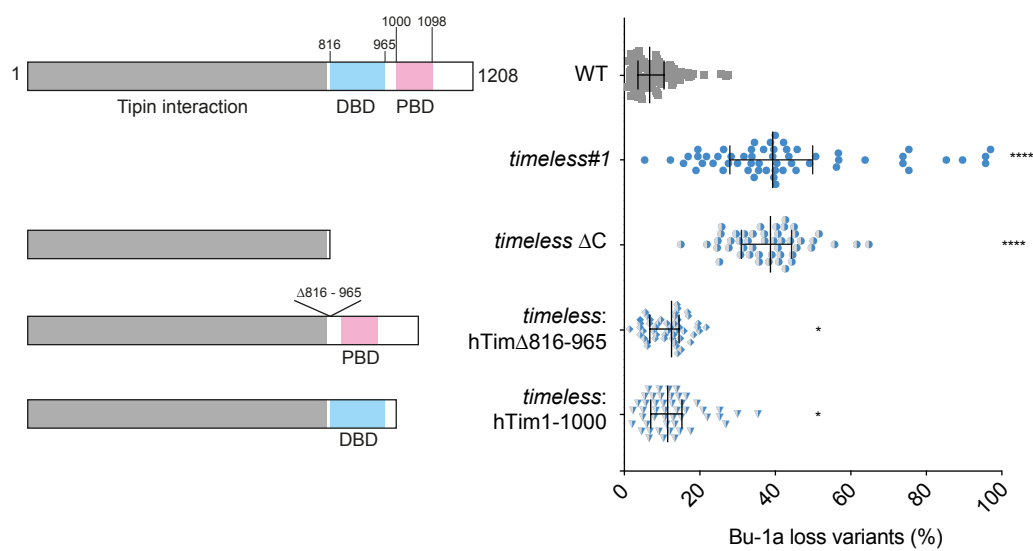 1000 1098
816 965
1 1208
Tipin interaction DBD PBD
WT
timeless#1 ****
timeless ΔC ****
Δ816 - 965
PBD
timeless:
hTimΔ816-965 *
DBD
timeless:
hTim1-1000 *
0 20 40 60 80 100
Bu-1a loss variants (%)